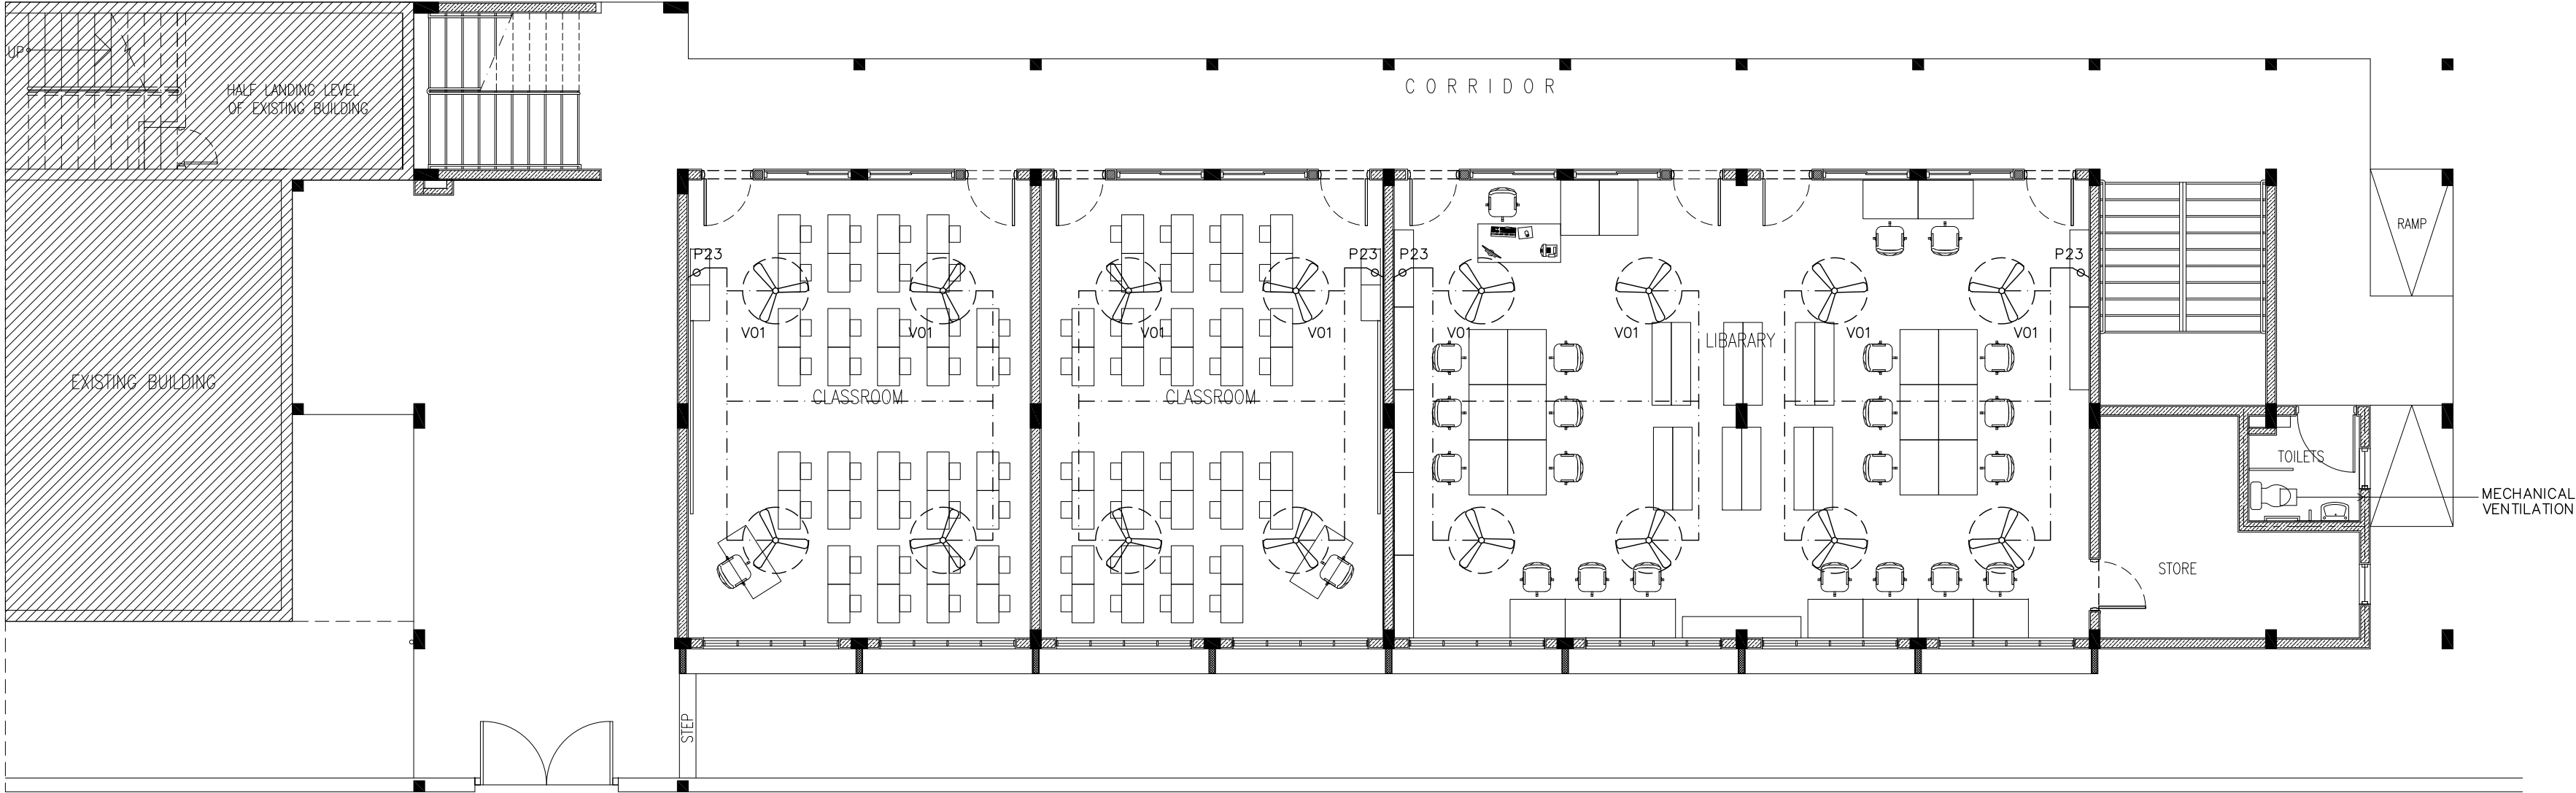 UP
HALF LANDING LEVEL
OF EXISTING BUILDING
CORRIDOR
RAMP
P23
P23
P23
P23
V01
V01
V01
V01
V01
V01
LIBARARY
V01
V01
EXISTING BUILDING
CLASSROOM
CLASSROOM
TOILETS
MECHANICAL
VENTILATION
STORE
STEP